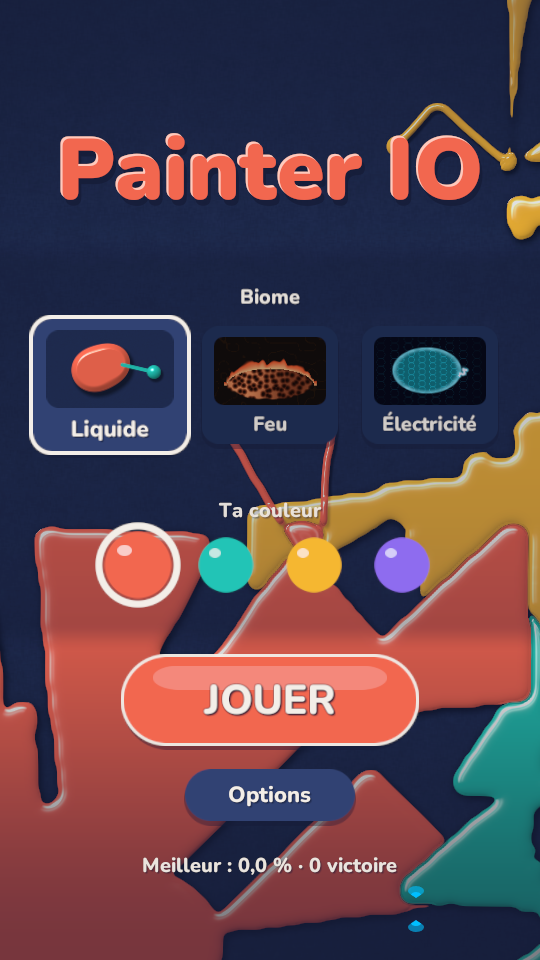 Painter IO
Biome
Liquide
Feu
Électricité
Ta couleur
JOUER
Options
Meilleur : 0,0 % · 0 victoire